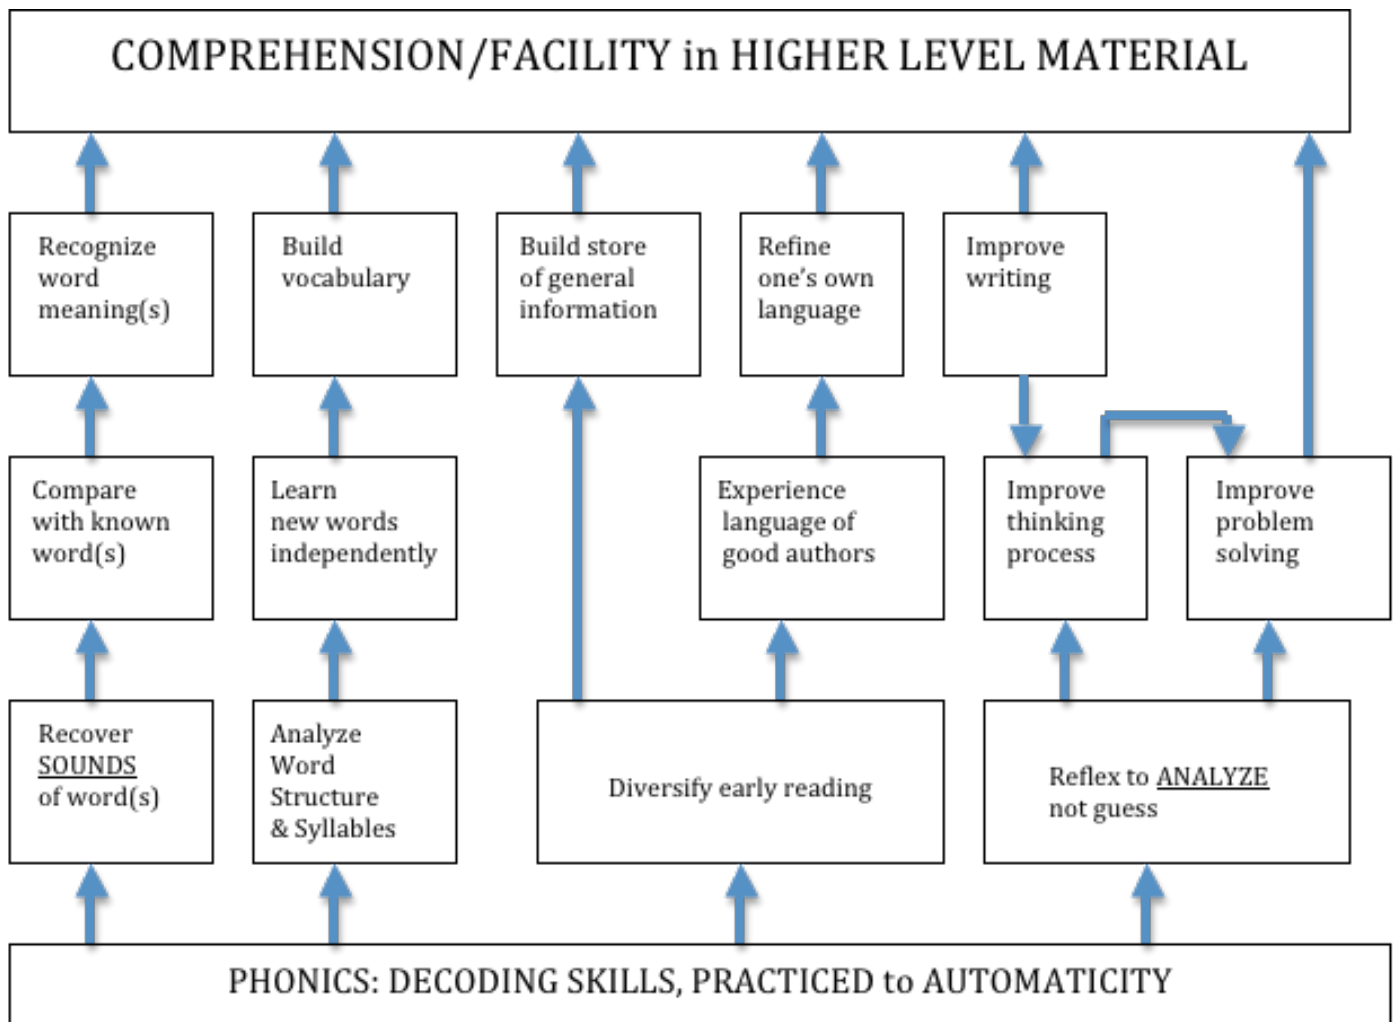 COMPREHENSION/FACILITY in HIGHER LEVEL MATERIAL
Recognize
word
meaning(s)
Build
vocabulary
Build store
of general
information
Refine
one's own
language
Improve
writing
Compare
with known
word(s)
Learn
new words
independently
Experience
language of
good authors
Improve
thinking
process
Improve
problem
solving
Recover
SOUNDS
of word(s)
Analyze
Word
Structure
& Syllables
Diversify early reading
Reflex to ANALYZE
not guess
PHONICS: DECODING SKILLS, PRACTICED to AUTOMATICITY